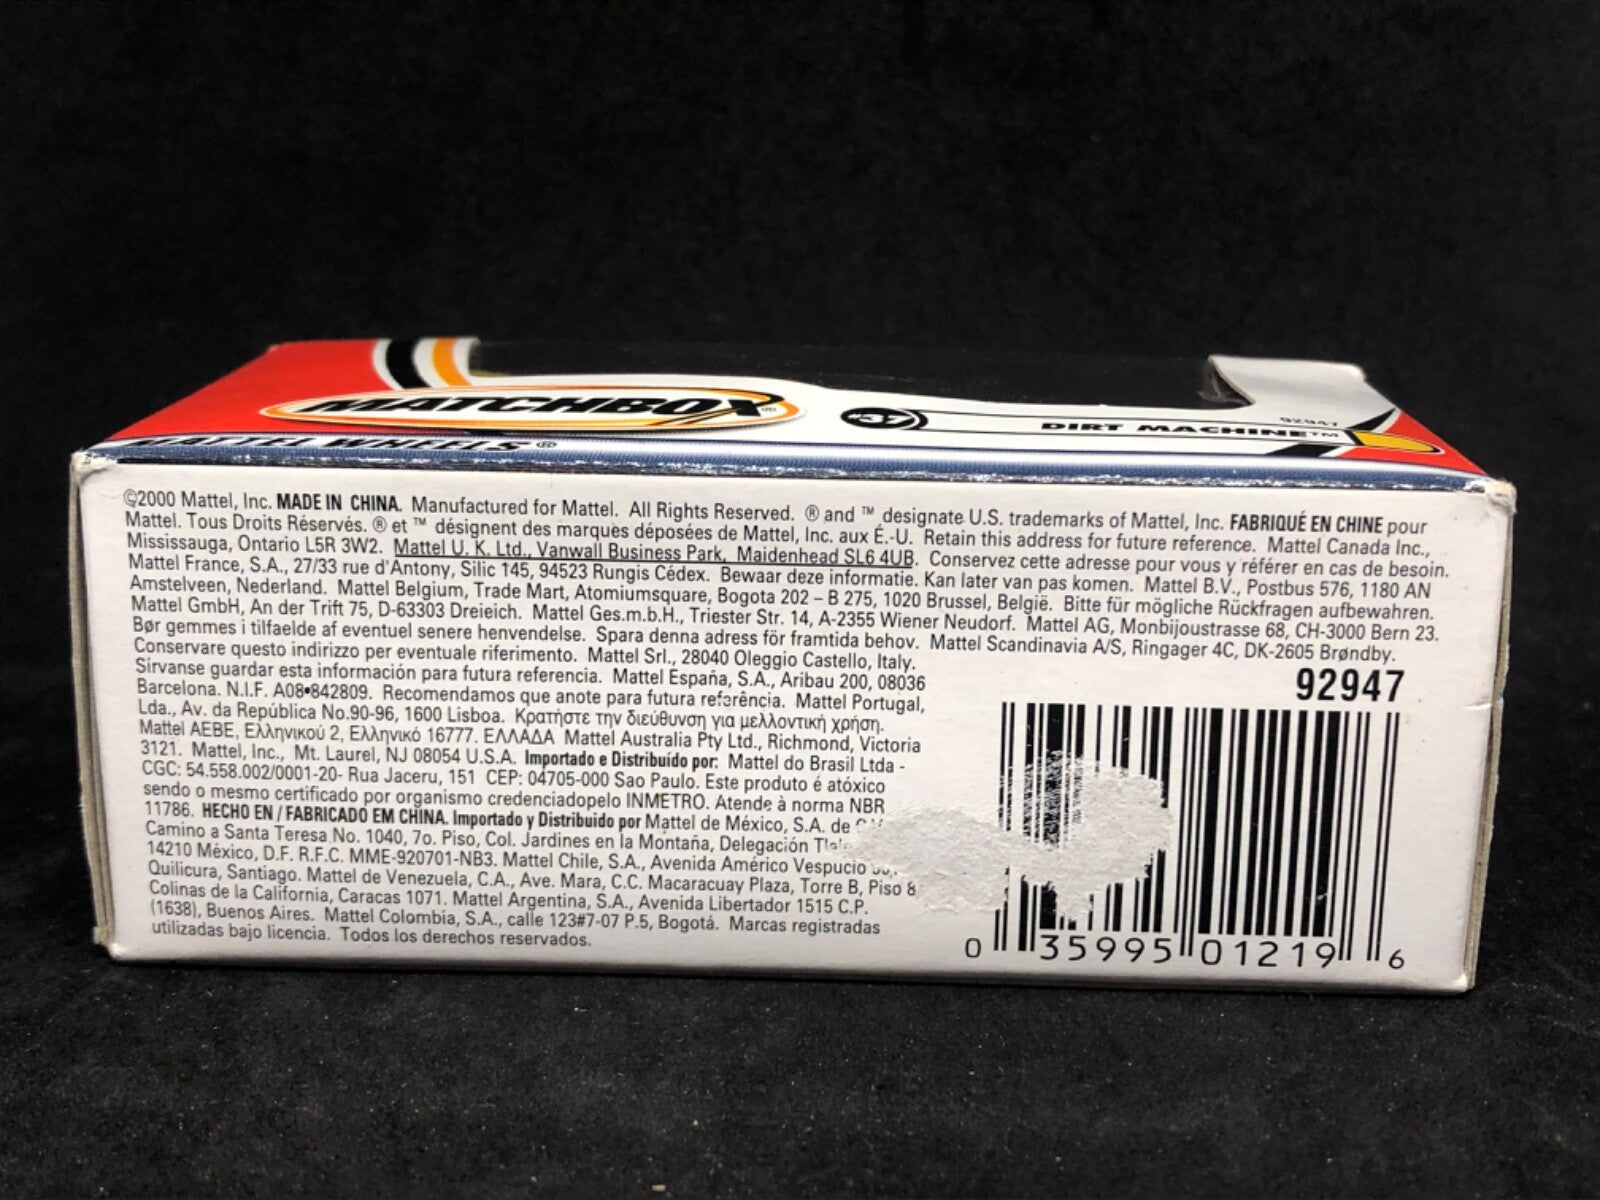 MATCHBOX®
#37
92947
DIRT MACHINE™
MATTEL WHEELS®
©2000 Mattel, Inc. MADE IN CHINA. Manufactured for Mattel. All Rights Reserved. ® and ™ designate U.S. trademarks of Mattel, Inc. FABRIQUÉ EN CHINE pour
Mattel. Tous Droits Réservés. ® et ™ désignent des marques déposées de Mattel, Inc. aux É.-U. Retain this address for future reference. Mattel Canada Inc.,
Mississauga, Ontario L5R 3W2. Mattel U. K. Ltd., Vanwall Business Park, Maidenhead SL6 4UB. Conservez cette adresse pour vous y référer en cas de besoin.
Mattel France, S.A., 27/33 rue d'Antony, Silic 145, 94523 Rungis Cédex. Bewaar deze informatie. Kan later van pas komen. Mattel B.V., Postbus 576, 1180 AN
Amstelveen, Nederland. Mattel Belgium, Trade Mart, Atomiumsquare, Bogota 202 – B 275, 1020 Brussel, België. Bitte für mögliche Rückfragen aufbewahren.
Mattel GmbH, An der Trift 75, D-63303 Dreieich. Mattel Ges.m.b.H., Triester Str. 14, A-2355 Wiener Neudorf. Mattel AG, Monbijoustrasse 68, CH-3000 Bern 23.
Bør gemmes i tilfaelde af eventuel senere henvendelse. Spara denna adress för framtida behov. Mattel Scandinavia A/S, Ringager 4C, DK-2605 Brøndby.
Conservare questo indirizzo per eventuale riferimento. Mattel Srl., 28040 Oleggio Castello, Italy.
Sírvanse guardar esta información para futura referencia. Mattel España, S.A., Aribau 200, 08036
Barcelona. N.I.F. A08•842809. Recomendamos que anote para futura referência. Mattel Portugal,
Lda., Av. da República No.90-96, 1600 Lisboa. Κρατήστε την διεύθυνση για μελλοντική χρήση.
Mattel AEBE, Ελληνικού 2, Ελληνικό 16777. ΕΛΛΑΔΑ Mattel Australia Pty Ltd., Richmond, Victoria
3121. Mattel, Inc., Mt. Laurel, NJ 08054 U.S.A. Importado e Distribuído por: Mattel do Brasil Ltda -
CGC: 54.558.002/0001-20- Rua Jaceru, 151 CEP: 04705-000 Sao Paulo. Este produto é atóxico
sendo o mesmo certificado por organismo credenciadopelo INMETRO. Atende à norma NBR
11786. HECHO EN / FABRICADO EM CHINA. Importado y Distribuido por Mattel de México, S.A. de
Camino a Santa Teresa No. 1040, 7o. Piso, Col. Jardines en la Montaña, Delegación
14210 México, D.F. R.F.C. MME-920701-NB3. Mattel Chile, S.A., Avenida Américo Vespucio
Quilicura, Santiago. Mattel de Venezuela, C.A., Ave. Mara, C.C. Macaracuay Plaza, Torre B, Piso 8
Colinas de la California, Caracas 1071. Mattel Argentina, S.A., Avenida Libertador 1515 C.P.
(1638), Buenos Aires. Mattel Colombia, S.A., calle 123#7-07 P.5, Bogotá. Marcas registradas
utilizadas bajo licencia. Todos los derechos reservados.
92947
0 35995 01219 6